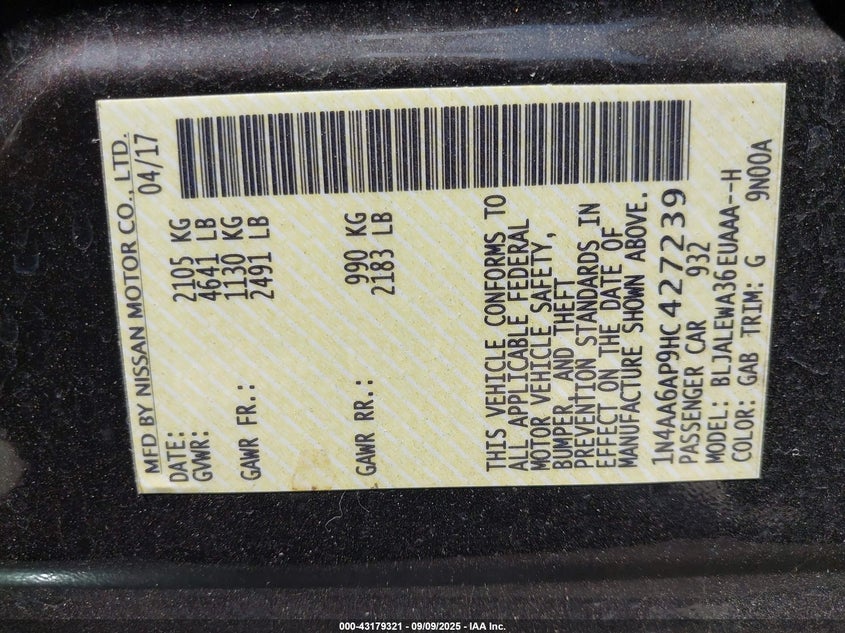 MFD BY NISSAN MOTOR CO., LTD.
DATE: 04/17
GVWR: 2105 KG
4641 LB
GAWR FR.: 1130 KG
2491 LB
GAWR RR.: 990 KG
2183 LB
THIS VEHICLE CONFORMS TO
ALL APPLICABLE FEDERAL
MOTOR VEHICLE SAFETY,
BUMPER, AND THEFT
PREVENTION STANDARDS IN
EFFECT ON THE DATE OF
MANUFACTURE SHOWN ABOVE.
1N4AA6AP9HC427239
PASSENGER CAR 932
MODEL: BLJALEWA36EUAAA--H
COLOR: GAB TRIM: G 9N00A
000-43179321 - 09/09/2025 - IAA Inc.